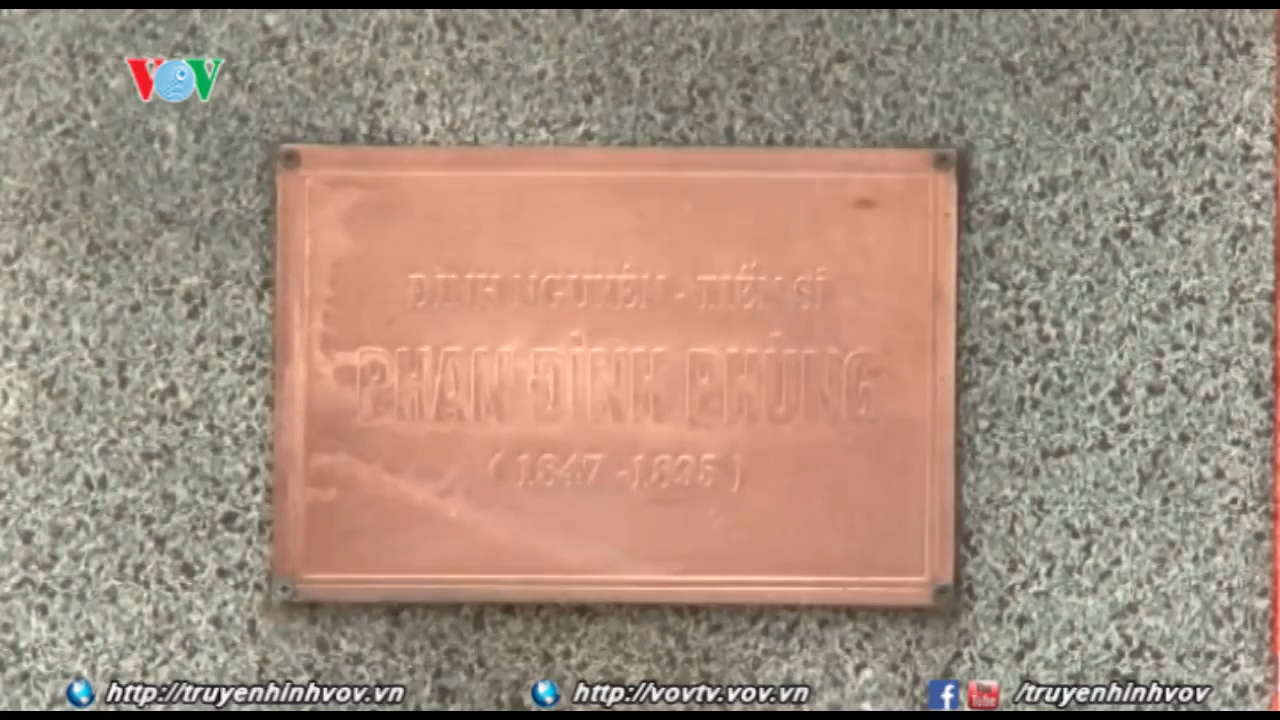 VOV
ĐÌNH NGUYÊN - TIẾN SĨ
PHAN ĐÌNH PHÙNG
( 1847 -1895 )
http://truyenhinhvov.vn http://vovtv.vov.vn /truyenhinhvov